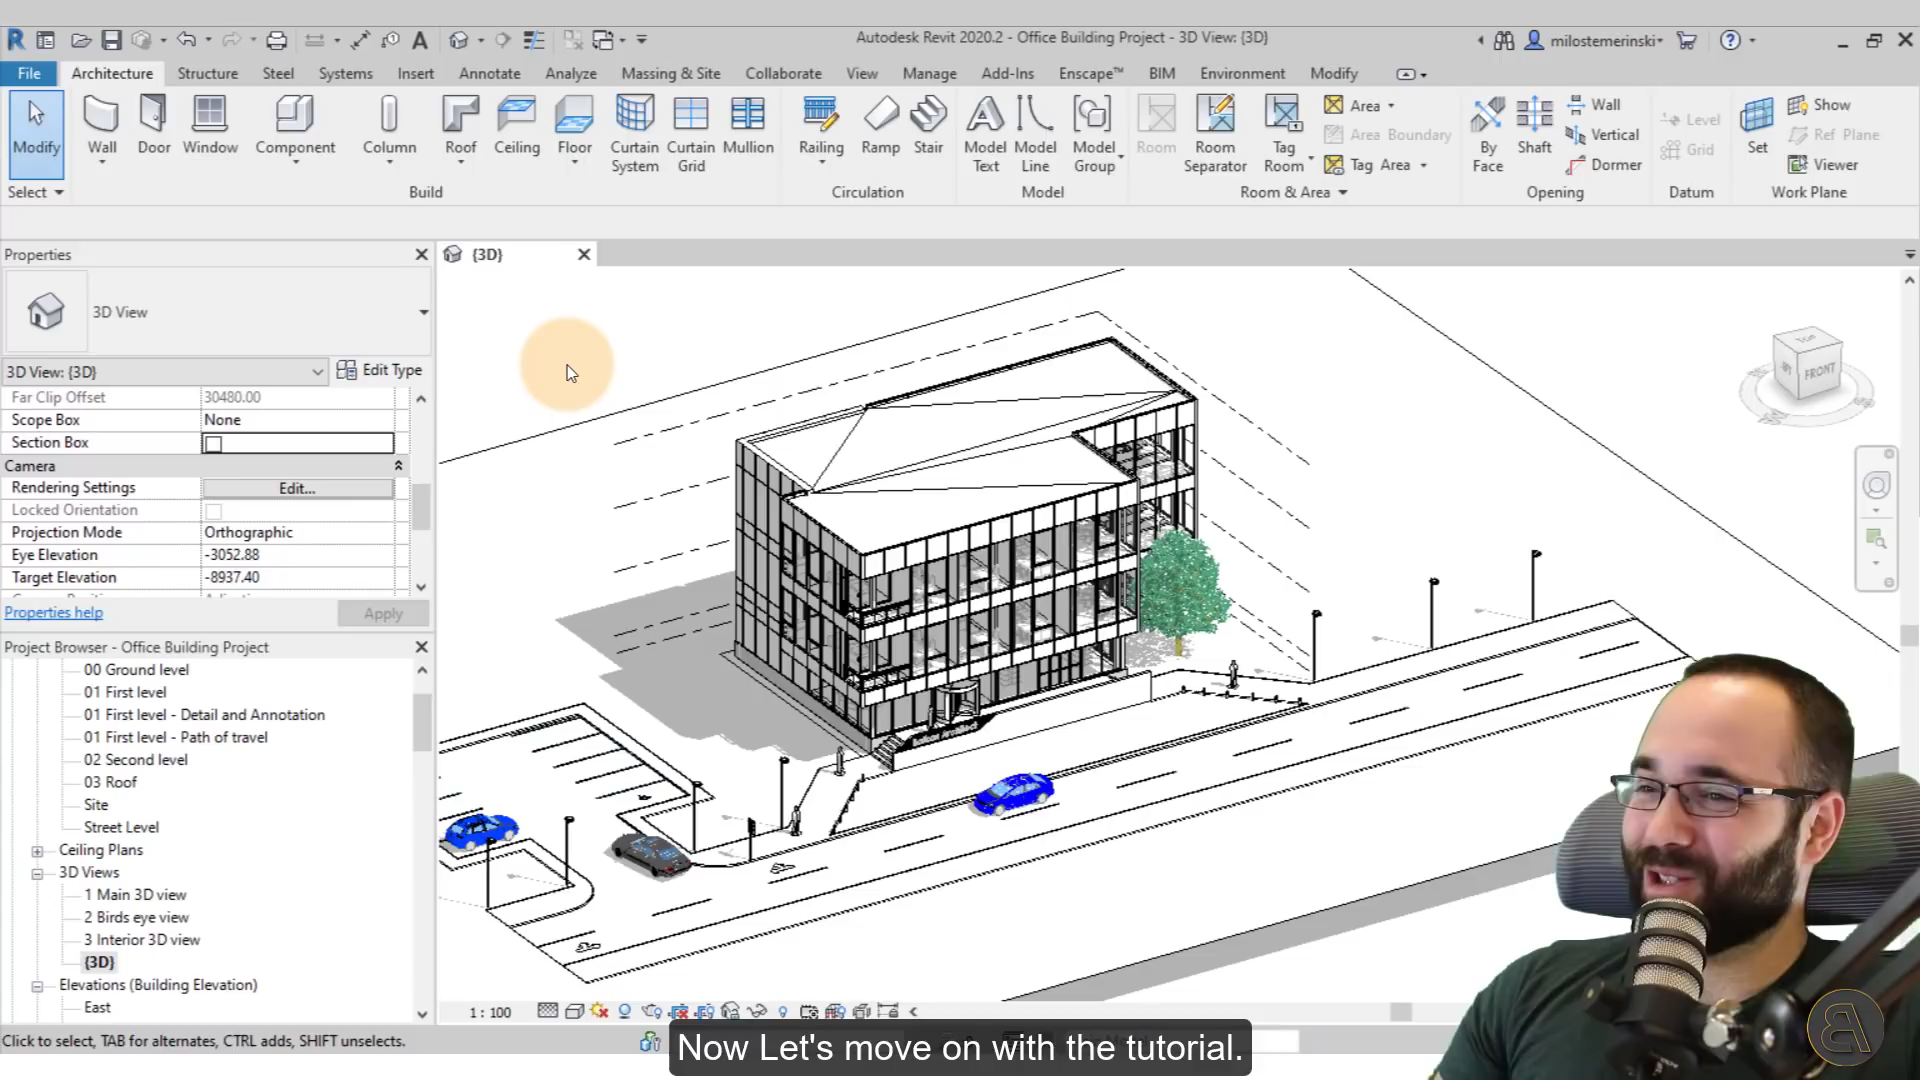 Autodesk Revit 2020.2 - Office Building Project - 3D View: {3D}
milostemerinski
File
Architecture
Structure
Steel
Systems
Insert
Annotate
Analyze
Massing & Site
Collaborate
View
Manage
Add-Ins
Enscape™
BIM
Environment
Modify
Modify
Wall
Door
Window
Component
Column
Roof
Ceiling
Floor
Curtain
System
Curtain
Grid
Mullion
Railing
Ramp
Stair
Model
Text
Model
Line
Model
Group
Room
Room
Separator
Tag
Room
Area
Area Boundary
Tag Area
By
Face
Shaft
Wall
Vertical
Dormer
Level
Grid
Set
Show
Ref Plane
Viewer
Select
Build
Circulation
Model
Room & Area
Opening
Datum
Work Plane
Properties
{3D}
3D View
3D View: {3D}
Edit Type
Far Clip Offset 30480.00
Scope Box None
Section Box
Camera
Rendering Settings Edit...
Locked Orientation
Projection Mode Orthographic
Eye Elevation -3052.88
Target Elevation -8937.40
Properties help
Apply
FRONT
Project Browser - Office Building Project
00 Ground level
01 First level
01 First level - Detail and Annotation
01 First level - Path of travel
02 Second level
03 Roof
Site
Street Level
Ceiling Plans
3D Views
1 Main 3D view
2 Birds eye view
3 Interior 3D view
{3D}
Elevations (Building Elevation)
East
1 : 100
Click to select, TAB for alternates, CTRL adds, SHIFT unselects.
Now Let's move on with the tutorial.